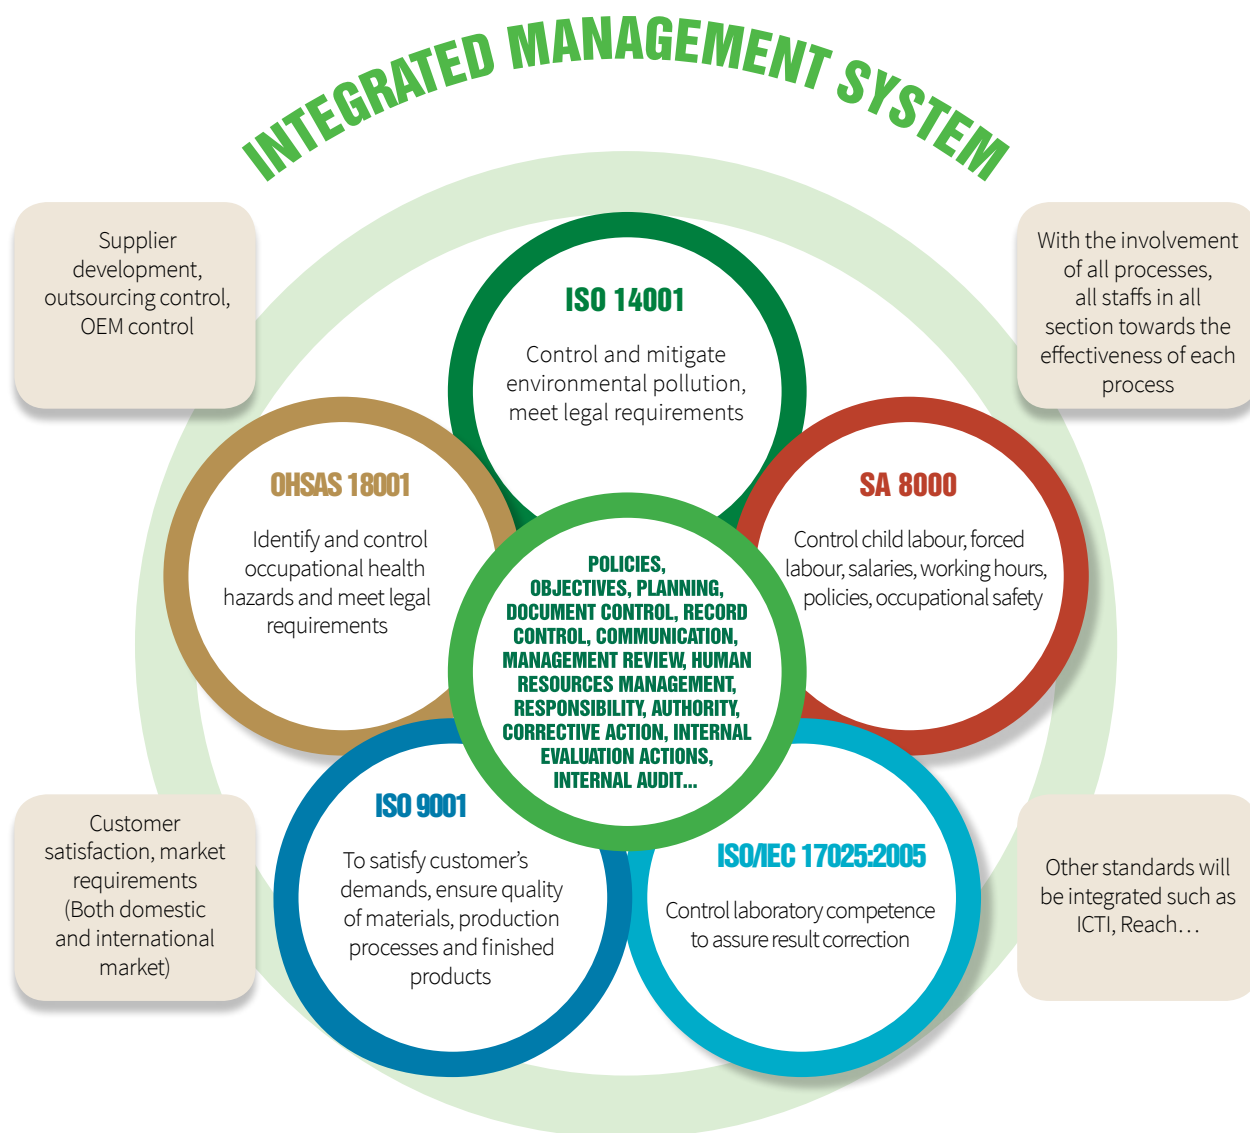 INTEGRATED MANAGEMENT SYSTEM
Supplier
development,
outsourcing control,
OEM control
With the involvement
of all processes,
all staffs in all
section towards the
effectiveness of each
process
ISO 14001
Control and mitigate
environmental pollution,
meet legal requirements
OHSAS 18001
Identify and control
occupational health
hazards and meet legal
requirements
SA 8000
Control child labour, forced
labour, salaries, working hours,
policies, occupational safety
POLICIES,
OBJECTIVES, PLANNING,
DOCUMENT CONTROL, RECORD
CONTROL, COMMUNICATION,
MANAGEMENT REVIEW, HUMAN
RESOURCES MANAGEMENT,
RESPONSIBILITY, AUTHORITY,
CORRECTIVE ACTION, INTERNAL
EVALUATION ACTIONS,
INTERNAL AUDIT...
ISO 9001
To satisfy customer’s
demands, ensure quality
of materials, production
processes and finished
products
ISO/IEC 17025:2005
Control laboratory competence
to assure result correction
Customer
satisfaction, market
requirements
(Both domestic
and international
market)
Other standards will
be integrated such as
ICTI, Reach…